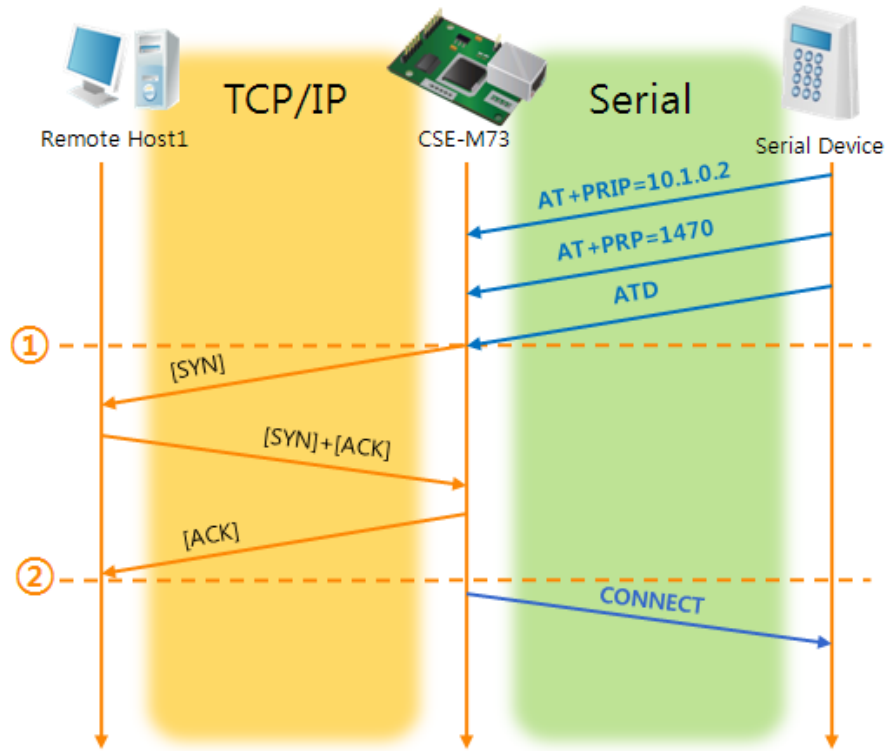 TCP/IP
Serial
Remote Host1
CSE-M73
Serial Device
AT+PRIP=10.1.0.2
AT+PRP=1470
ATD
①
[SYN]
[SYN]+[ACK]
[ACK]
②
CONNECT